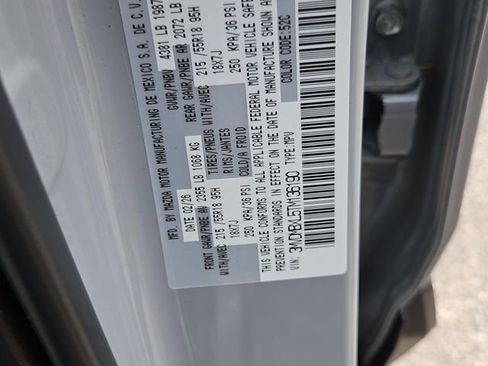 MFD. BY MAZDA MOTOR MANUFACTURING DE MEXICO S.A. DE C.V.
02/26 GVWR/PNBV 4381 LB 1987
FRONT GAWR/PNBE AV 2355 LB 1068 KG REAR GAWR/PNBE AR 2072 LB
WITH/AVEC 215 /55R18 95H TIRES/PNEUS WITH/AVEC 215 /55R18 95H
18X7J RIMS/JANTES 18X7J
250 KPA/36 PSI COLD/A FROID 250 KPA/36 PSI
THIS VEHICLE CONFORMS TO ALL APPLICABLE FEDERAL MOTOR VEHICLE SAFE
PREVENTION STANDARDS IN EFFECT ON THE DATE OF MANUFACTURE SHOWN
VIN: TYPE: MPV COLOR CODE: 52C